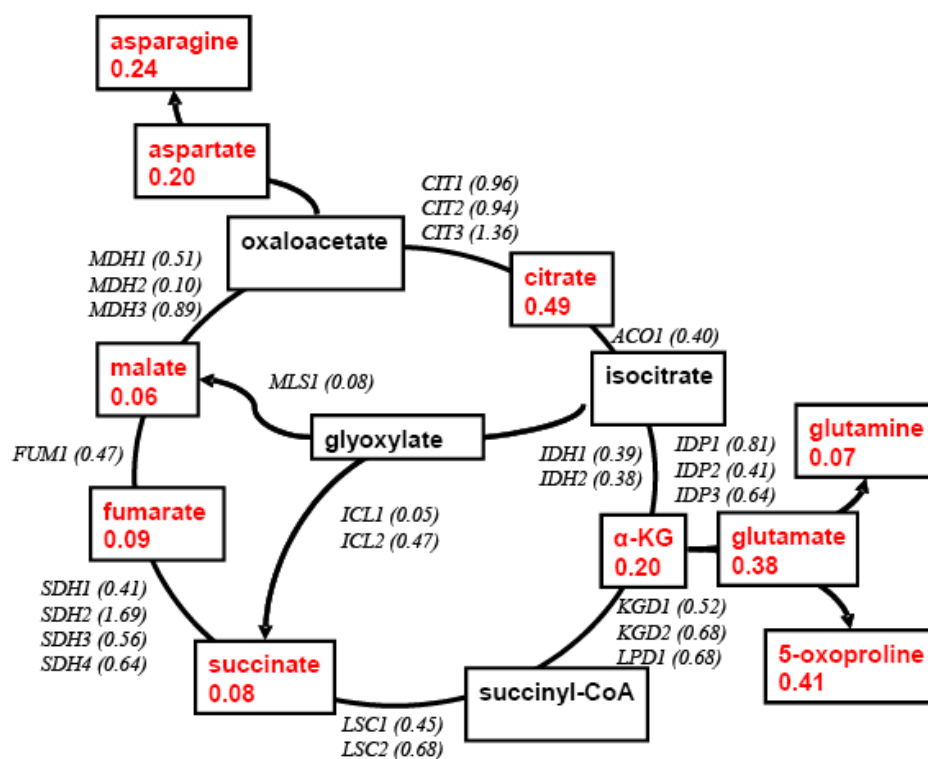 asparagine
0.24
aspartate
0.20
CIT1 (0.96)
CIT2 (0.94)
CIT3 (1.36)
oxaloacetate
MDH1 (0.51)
MDH2 (0.10)
MDH3 (0.89)
citrate
0.49
ACO1 (0.40)
malate
0.06
MLS1 (0.08)
isocitrate
glyoxylate
FUM1 (0.47)
IDH1 (0.39)
IDH2 (0.38)
IDP1 (0.81)
IDP2 (0.41)
IDP3 (0.64)
glutamine
0.07
fumarate
0.09
ICL1 (0.05)
ICL2 (0.47)
α-KG
0.20
glutamate
0.38
SDH1 (0.41)
SDH2 (1.69)
SDH3 (0.56)
SDH4 (0.64)
KGD1 (0.52)
KGD2 (0.68)
LPD1 (0.68)
succinate
0.08
succinyl-CoA
5-oxoproline
0.41
LSC1 (0.45)
LSC2 (0.68)